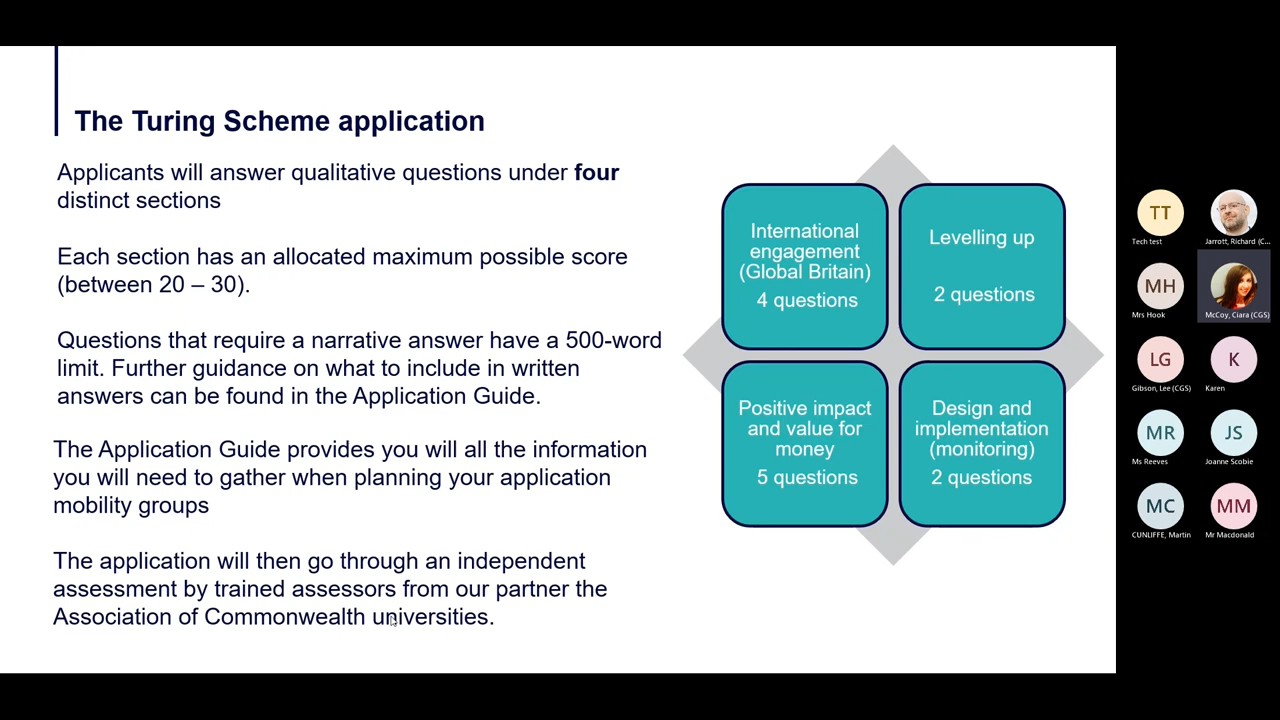 The Turing Scheme application
Applicants will answer qualitative questions under four
distinct sections
Each section has an allocated maximum possible score
(between 20 – 30).
Questions that require a narrative answer have a 500-word
limit. Further guidance on what to include in written
answers can be found in the Application Guide.
The Application Guide provides you will all the information
you will need to gather when planning your application
mobility groups
The application will then go through an independent
assessment by trained assessors from our partner the
Association of Commonwealth universities.
International
engagement
(Global Britain)
4 questions
Levelling up
2 questions
Positive impact
and value for
money
5 questions
Design and
implementation
(monitoring)
2 questions
TT
Tech test
Jarrott, Richard (C...
MH
Mrs Hook
McCoy, Ciara (CGS)
LG
Gibson, Lee (CGS)
K
Karen
MR
Ms Reeves
JS
Joanne Scobie
MC
CUNLIFFE, Martin
MM
Mr Macdonald